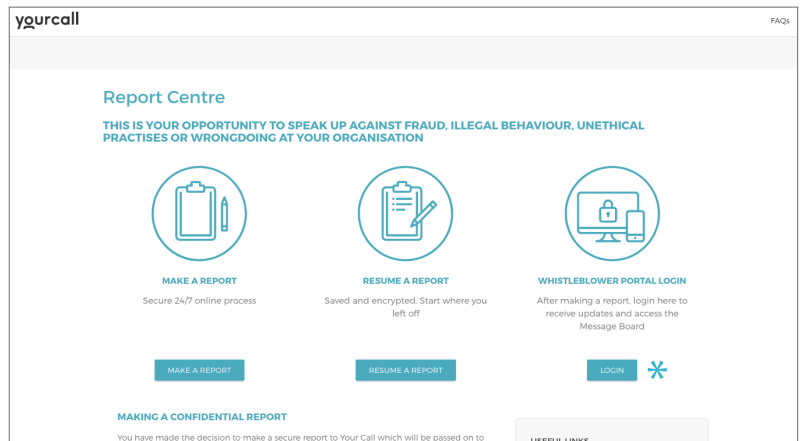 yourcall
FAQs
Report Centre
THIS IS YOUR OPPORTUNITY TO SPEAK UP AGAINST FRAUD, ILLEGAL BEHAVIOUR, UNETHICAL
PRACTISES OR WRONGDOING AT YOUR ORGANISATION
MAKE A REPORT
Secure 24/7 online process
MAKE A REPORT
RESUME A REPORT
Saved and encrypted. Start where you
left off
RESUME A REPORT
WHISTLEBLOWER PORTAL LOGIN
After making a report, login here to
receive updates and access the
Message Board
LOGIN
MAKING A CONFIDENTIAL REPORT
You have made the decision to make a secure report to Your Call which will be passed on to
USEFUL LINKS